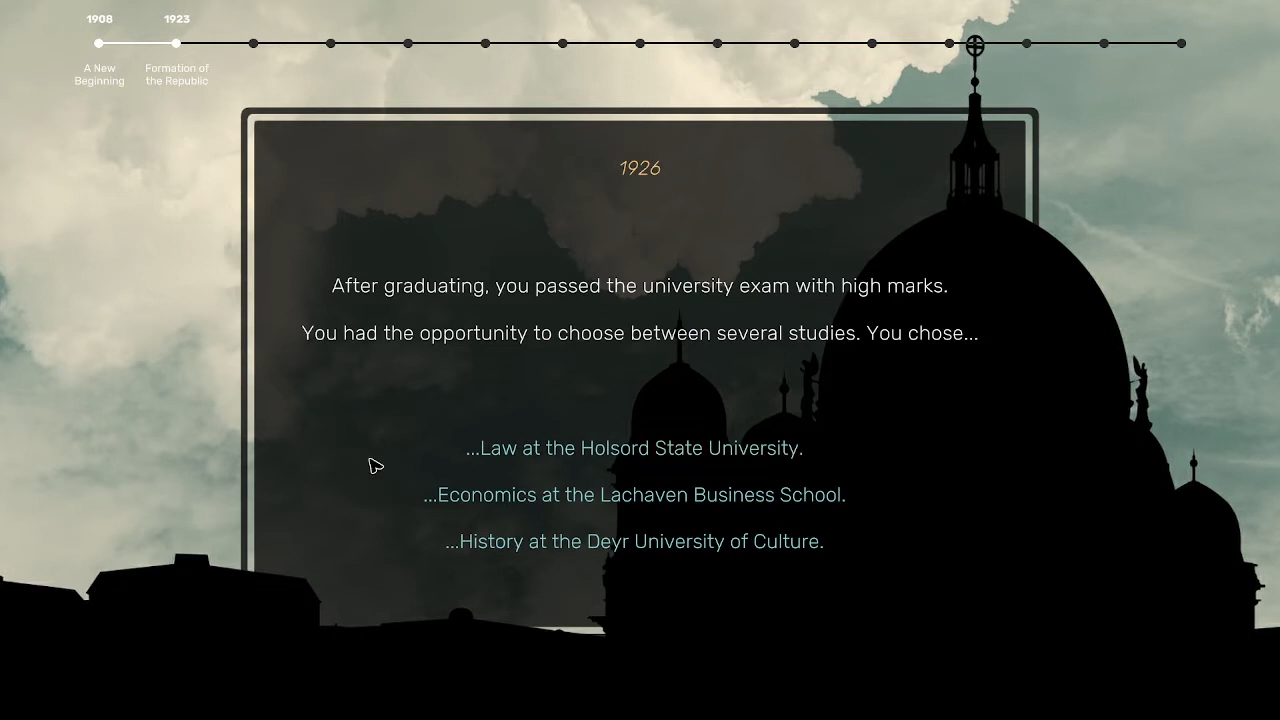 1908
1923
A New
Beginning
Formation of
the Republic
1926
After graduating, you passed the university exam with high marks.
You had the opportunity to choose between several studies. You chose...
...Law at the Holsord State University.
...Economics at the Lachaven Business School.
...History at the Deyr University of Culture.